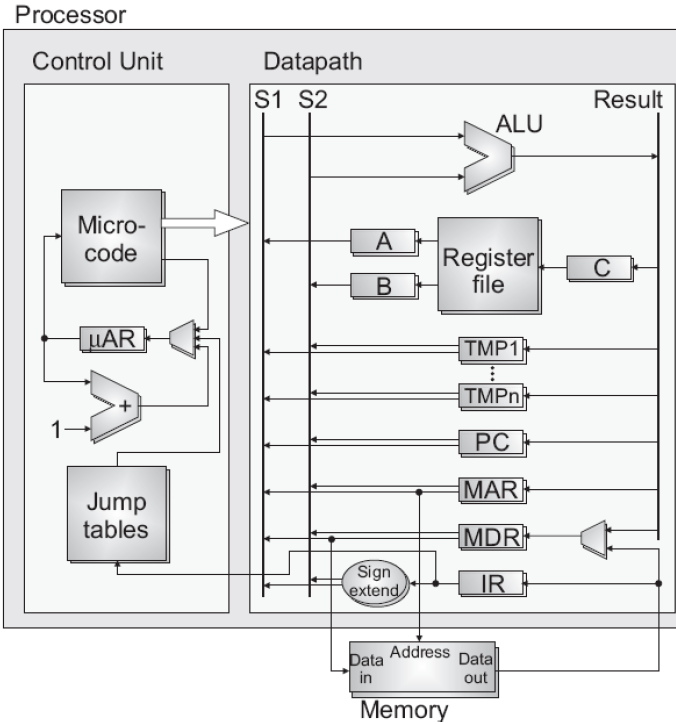 Processor
Control Unit
Datapath
S1 S2
Result
ALU
Micro-
code
A
B
Register
file
C
μAR
TMP1
TMPn
+
1
PC
Jump
tables
MAR
MDR
Sign
extend
IR
Data
in
Address
Data
out
Memory